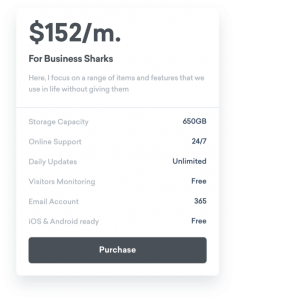 $152/m.
For Business Sharks
Here, I focus on a range of items and features that we
use in life without giving them
Storage Capacity 650GB
Online Support 24/7
Daily Updates Unlimited
Visitors Monitoring Free
Email Account 365
iOS & Android ready Free
Purchase